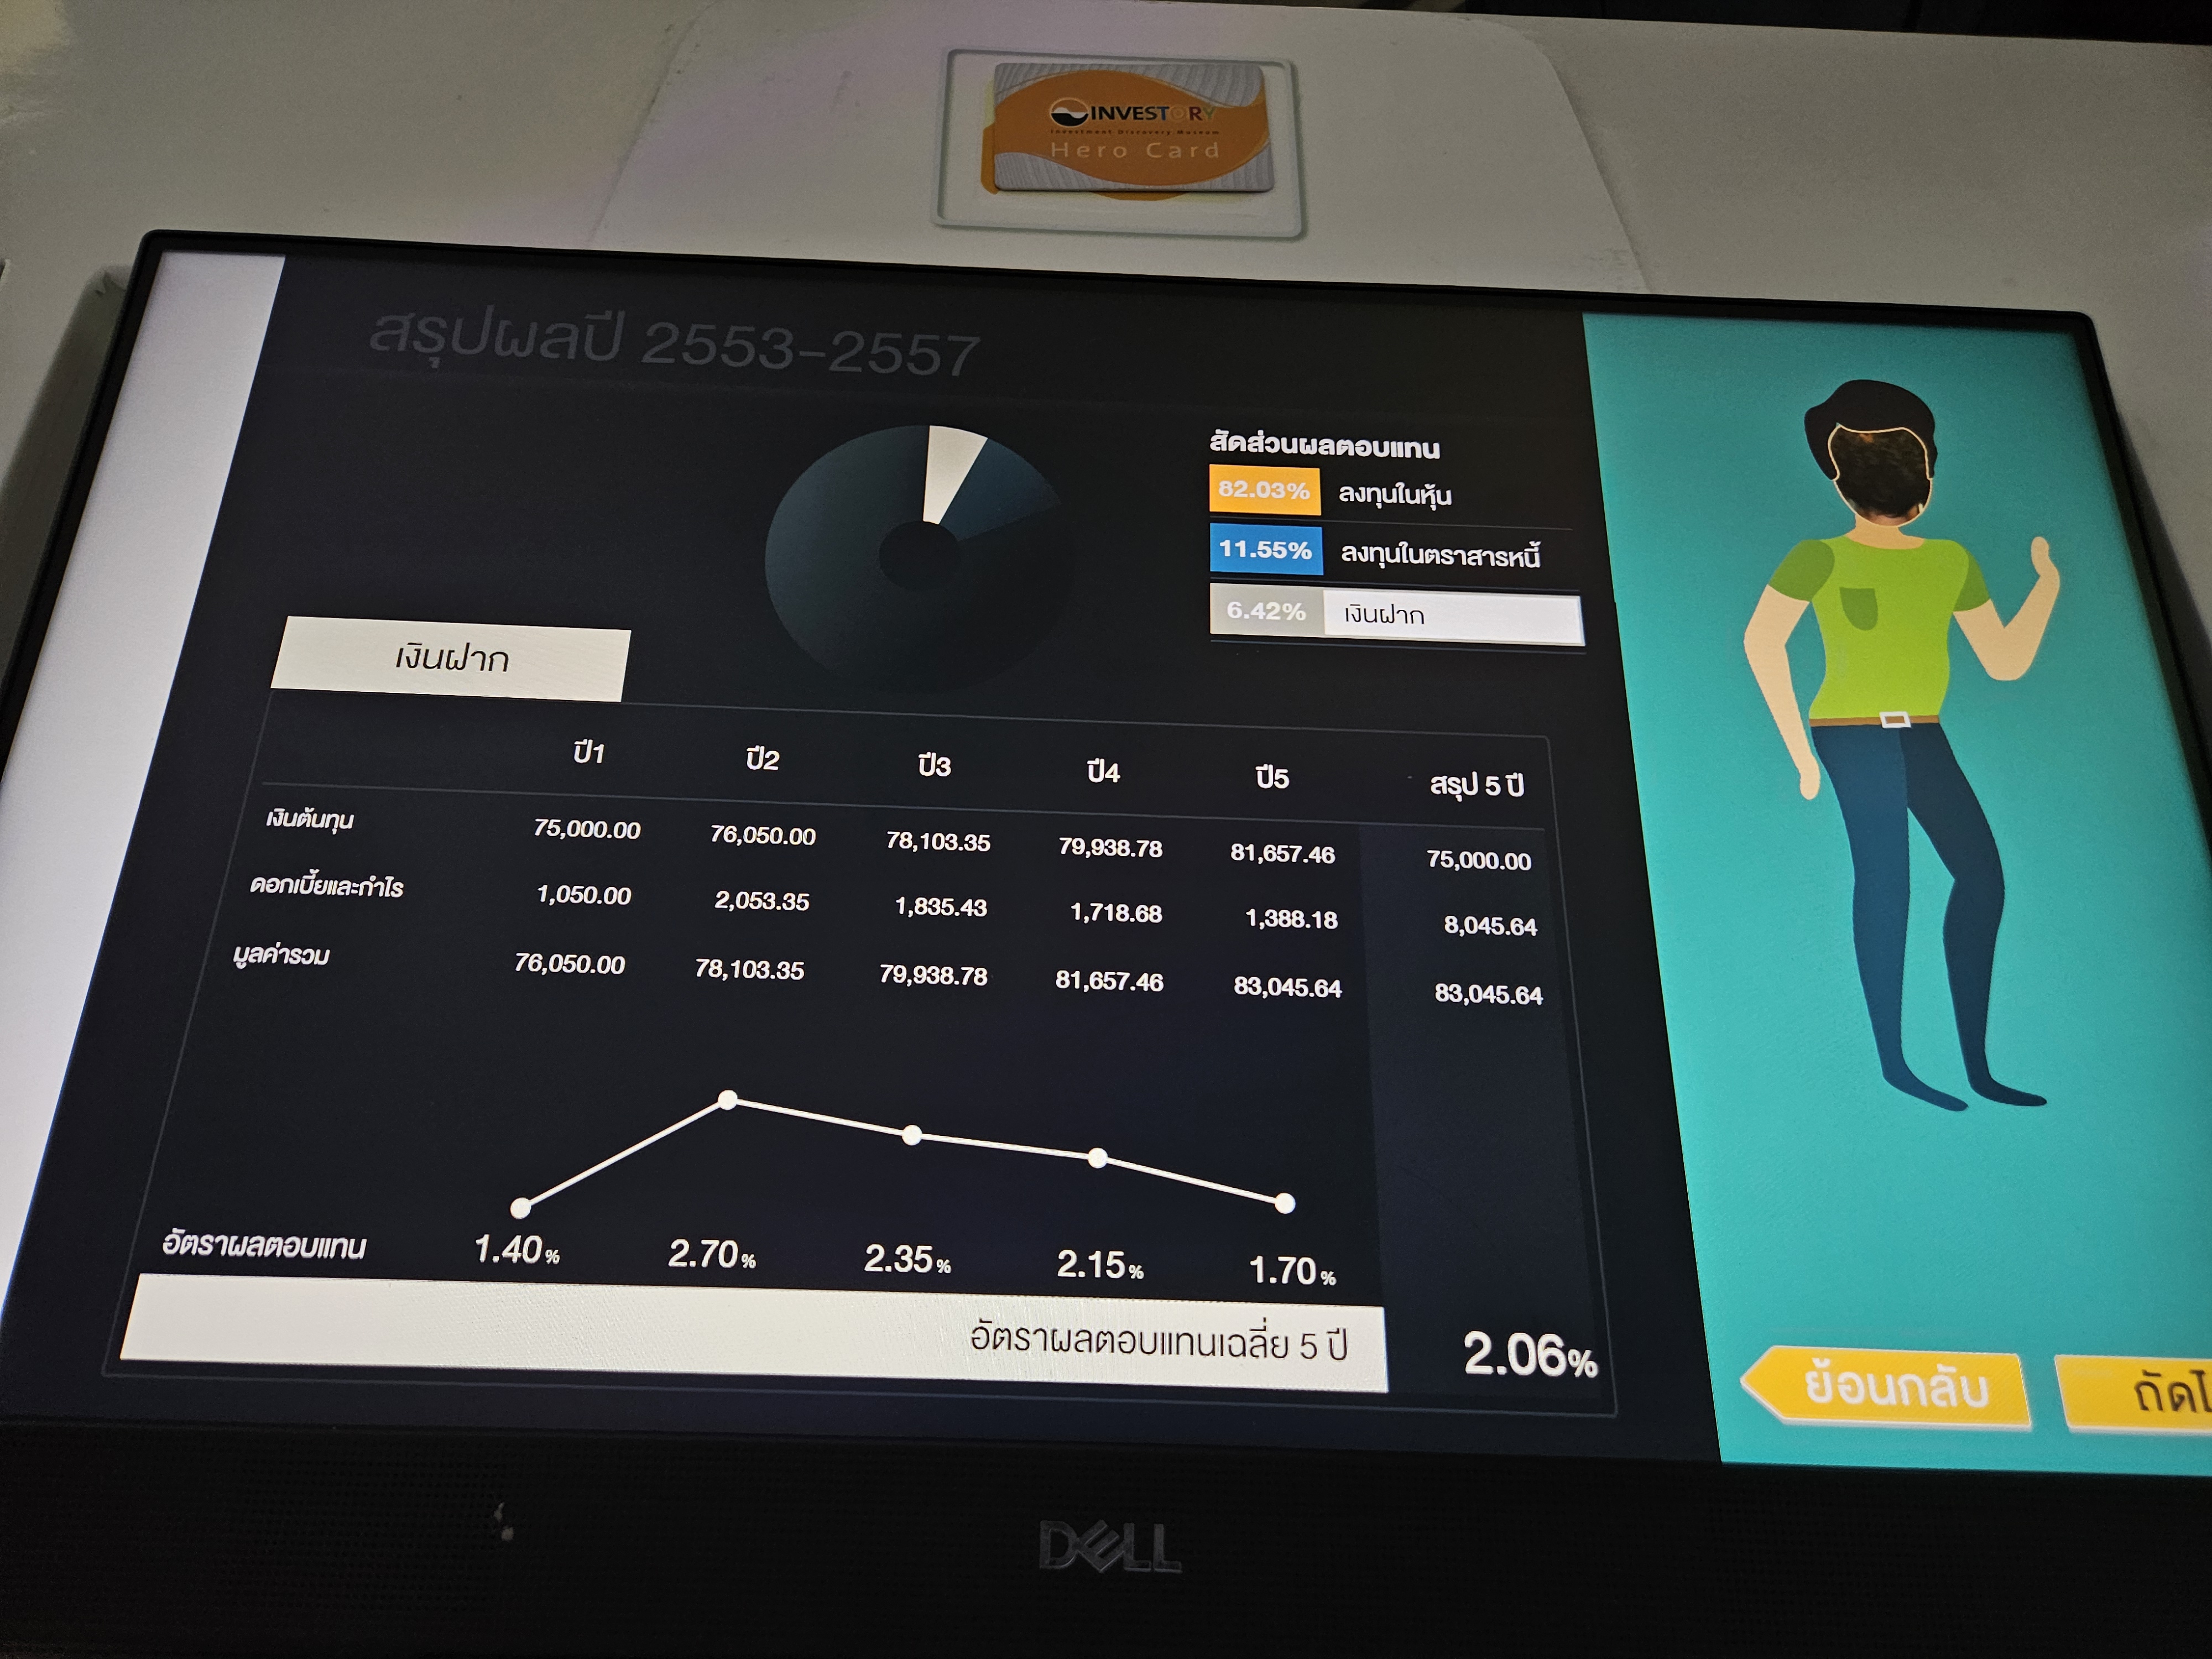 INVESTORY
Investment Discovery Museum
Hero Card
สรุปผลปี 2553-2557
สัดส่วนผลตอบแทน
82.03% ลงทุนในหุ้น
11.55% ลงทุนในตราสารหนี้
6.42% เงินฝาก
เงินฝาก
ปี1 ปี2 ปี3 ปี4 ปี5 สรุป 5 ปี
เงินต้นทุน 75,000.00 76,050.00 78,103.35 79,938.78 81,657.46 75,000.00
ดอกเบี้ยและกำไร 1,050.00 2,053.35 1,835.43 1,718.68 1,388.18 8,045.64
มูลค่ารวม 76,050.00 78,103.35 79,938.78 81,657.46 83,045.64 83,045.64
อัตราผลตอบแทน 1.40% 2.70% 2.35% 2.15% 1.70%
อัตราผลตอบแทนเฉลี่ย 5 ปี 2.06%
ย้อนกลับ
DELL